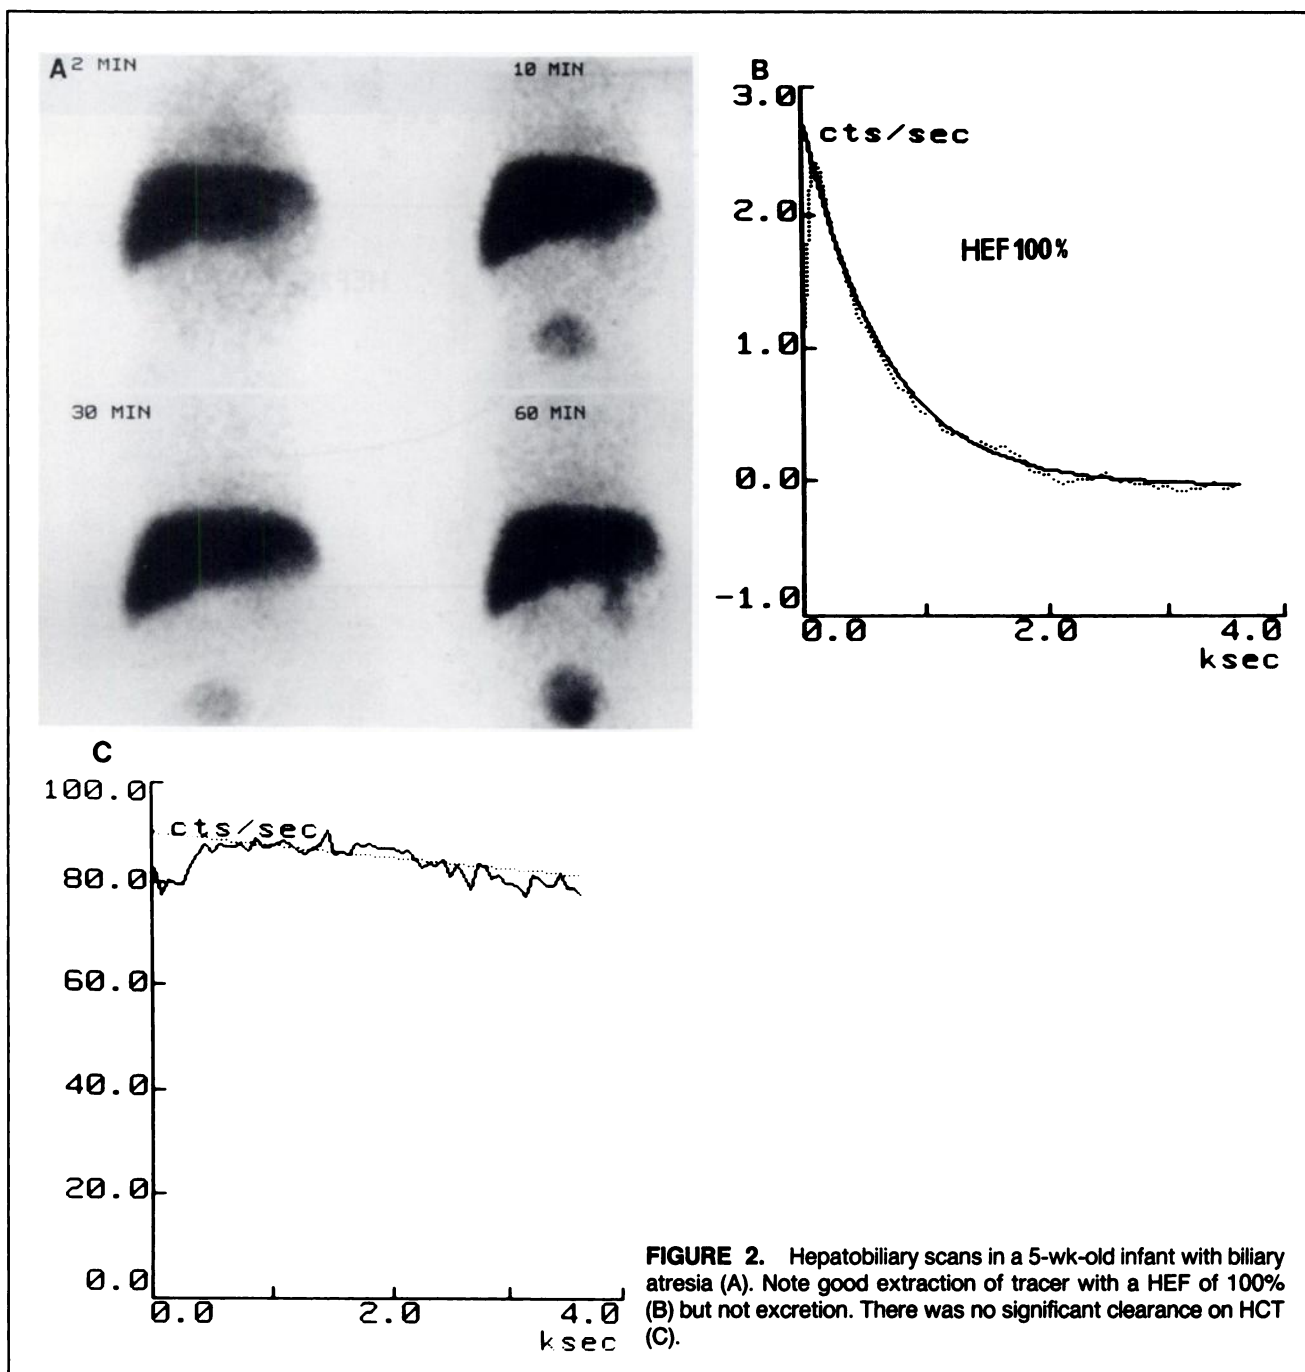 A 2 MIN
10 MIN
30 MIN
60 MIN
B
3.0
cts/sec
2.0
HEF 100%
1.0
0.0
-1.0
0.0 2.0 4.0
ksec
C
100.0
cts/sec
80.0
60.0
40.0
20.0
0.0
0.0 2.0 4.0
ksec
FIGURE 2. Hepatobiliary scans in a 5-wk-old infant with biliary
atresia (A). Note good extraction of tracer with a HEF of 100%
(B) but not excretion. There was no significant clearance on HCT
(C).